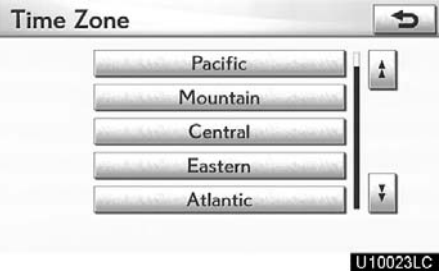 Time Zone
Pacific
Mountain
Central
Eastern
Atlantic
U10023LC